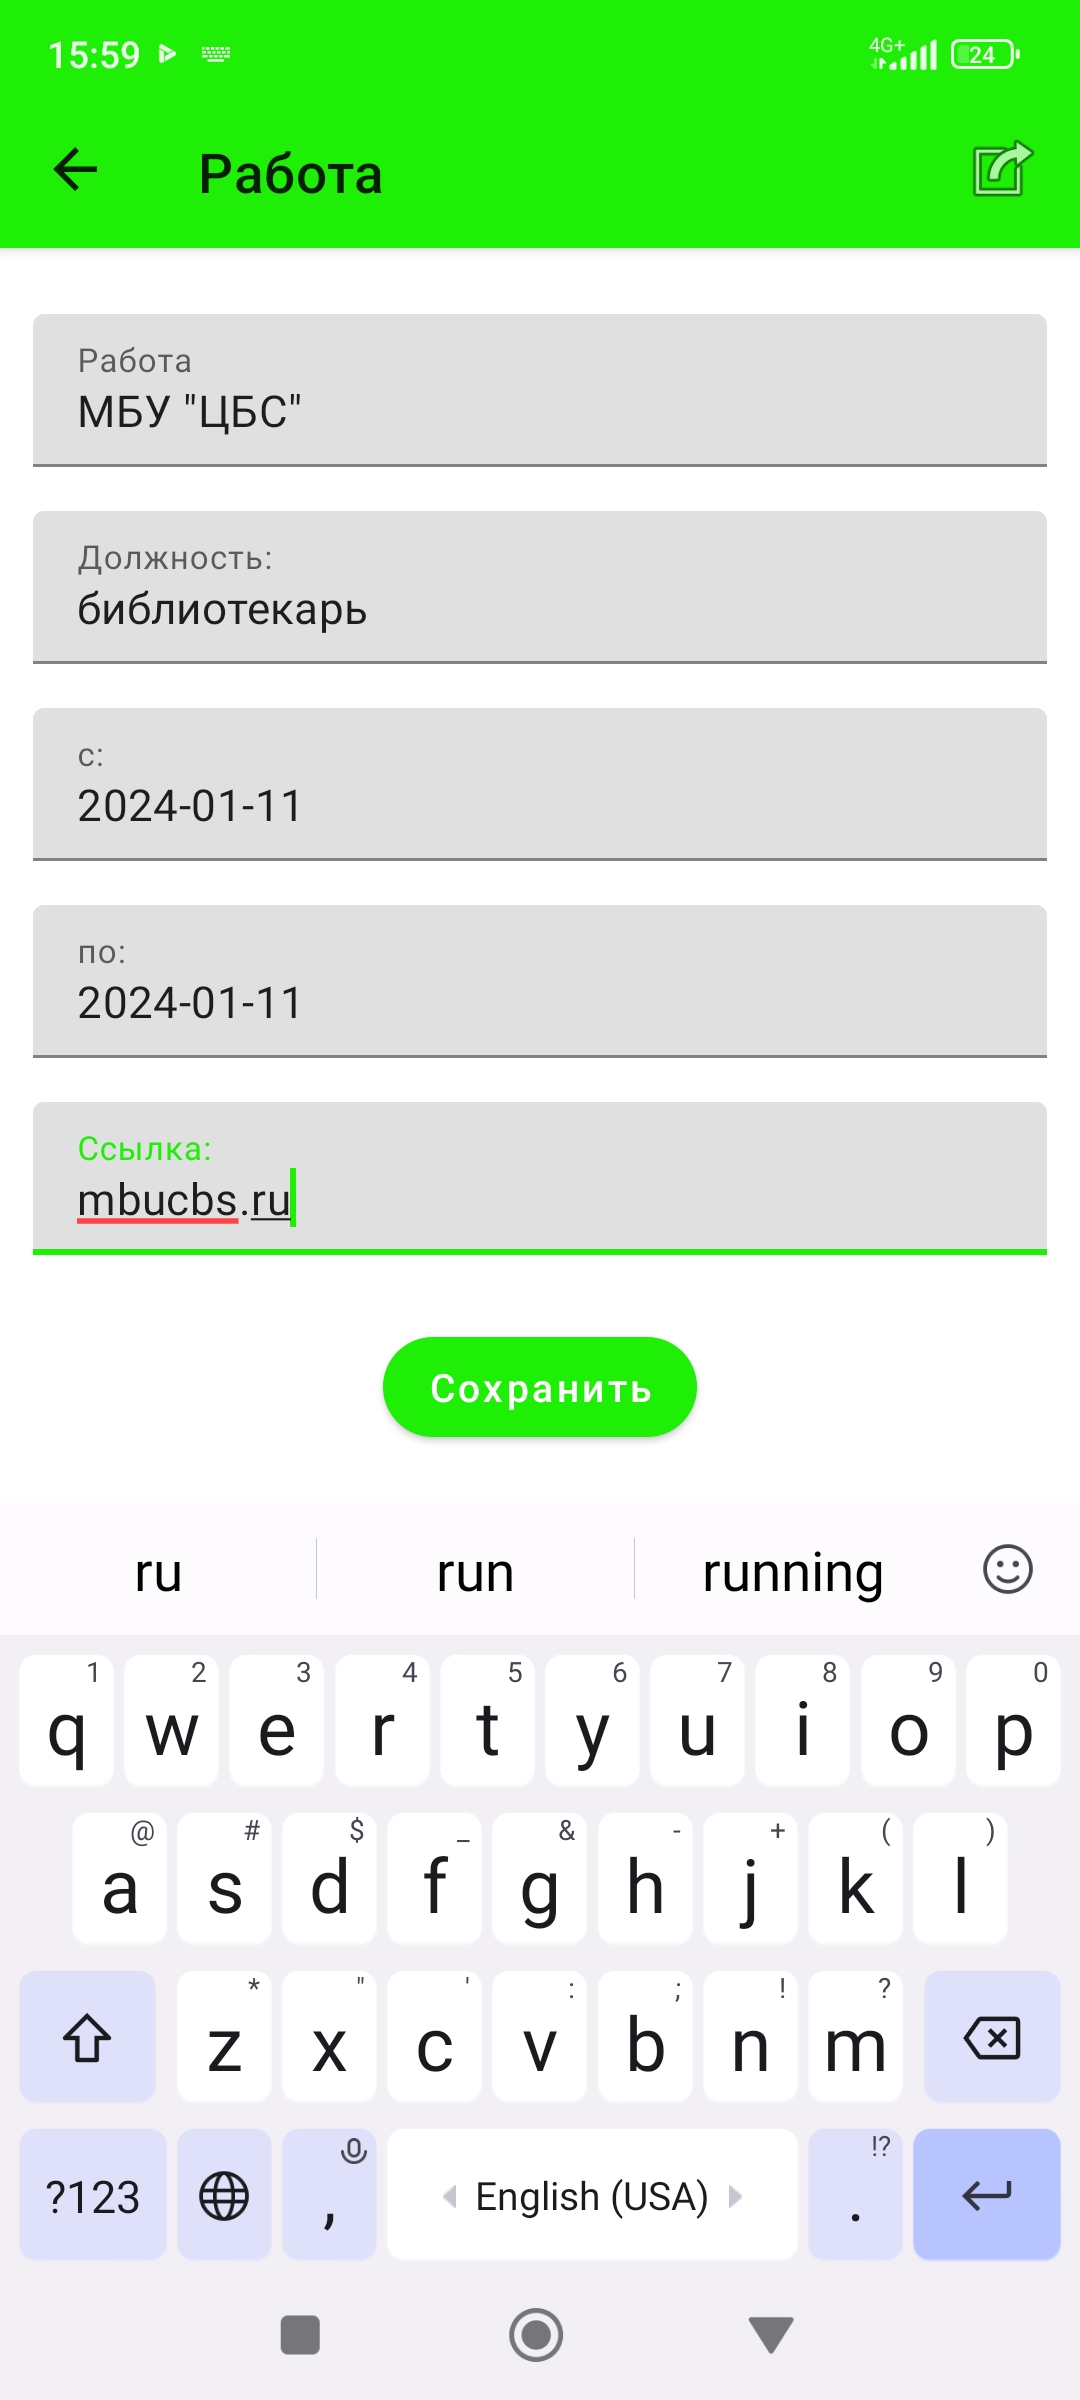 15:59
4G+
24
Работа
Работа
МБУ "ЦБС"
Должность:
библиотекарь
с:
2024-01-11
по:
2024-01-11
Ссылка:
mbucbs.ru
Сохранить
ru run running
1 2 3 4 5 6 7 8 9 0
q w e r t y u i o p
@ # $ _ & - + ( )
a s d f g h j k l
* " ' : ; ! ?
z x c v b n m
!?
?123 , English (USA) .